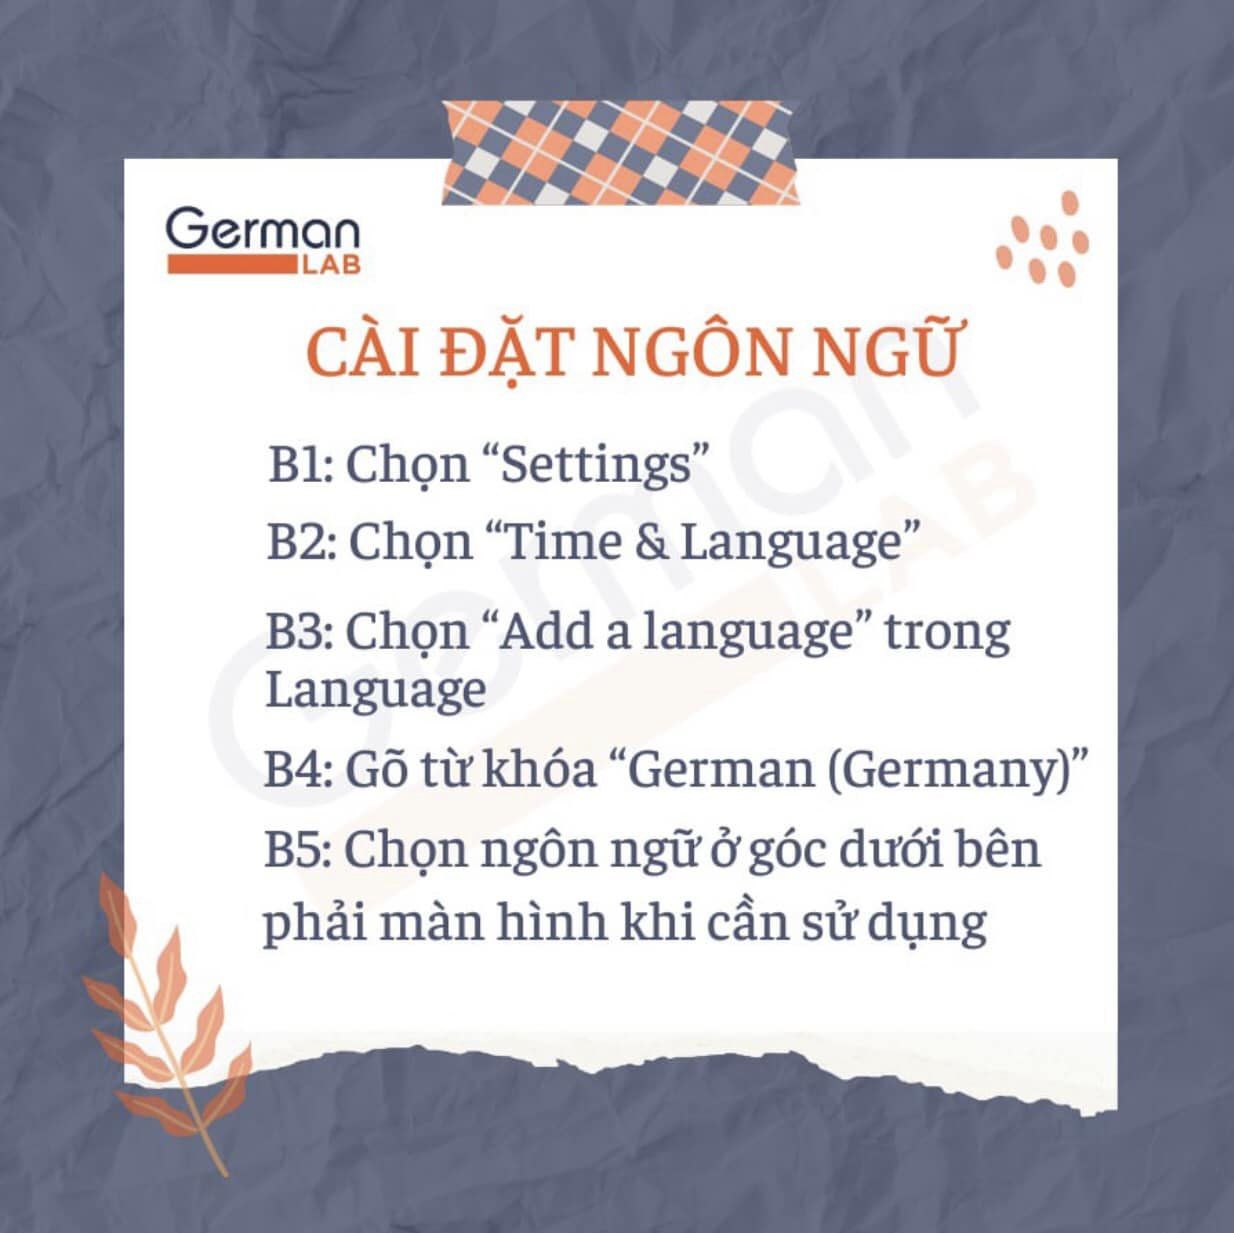 German
LAB
CÀI ĐẶT NGÔN NGỮ
B1: Chọn “Settings”
B2: Chọn “Time & Language”
B3: Chọn “Add a language” trong
Language
B4: Gõ từ khóa “German (Germany)”
B5: Chọn ngôn ngữ ở góc dưới bên
phải màn hình khi cần sử dụng
German
LAB